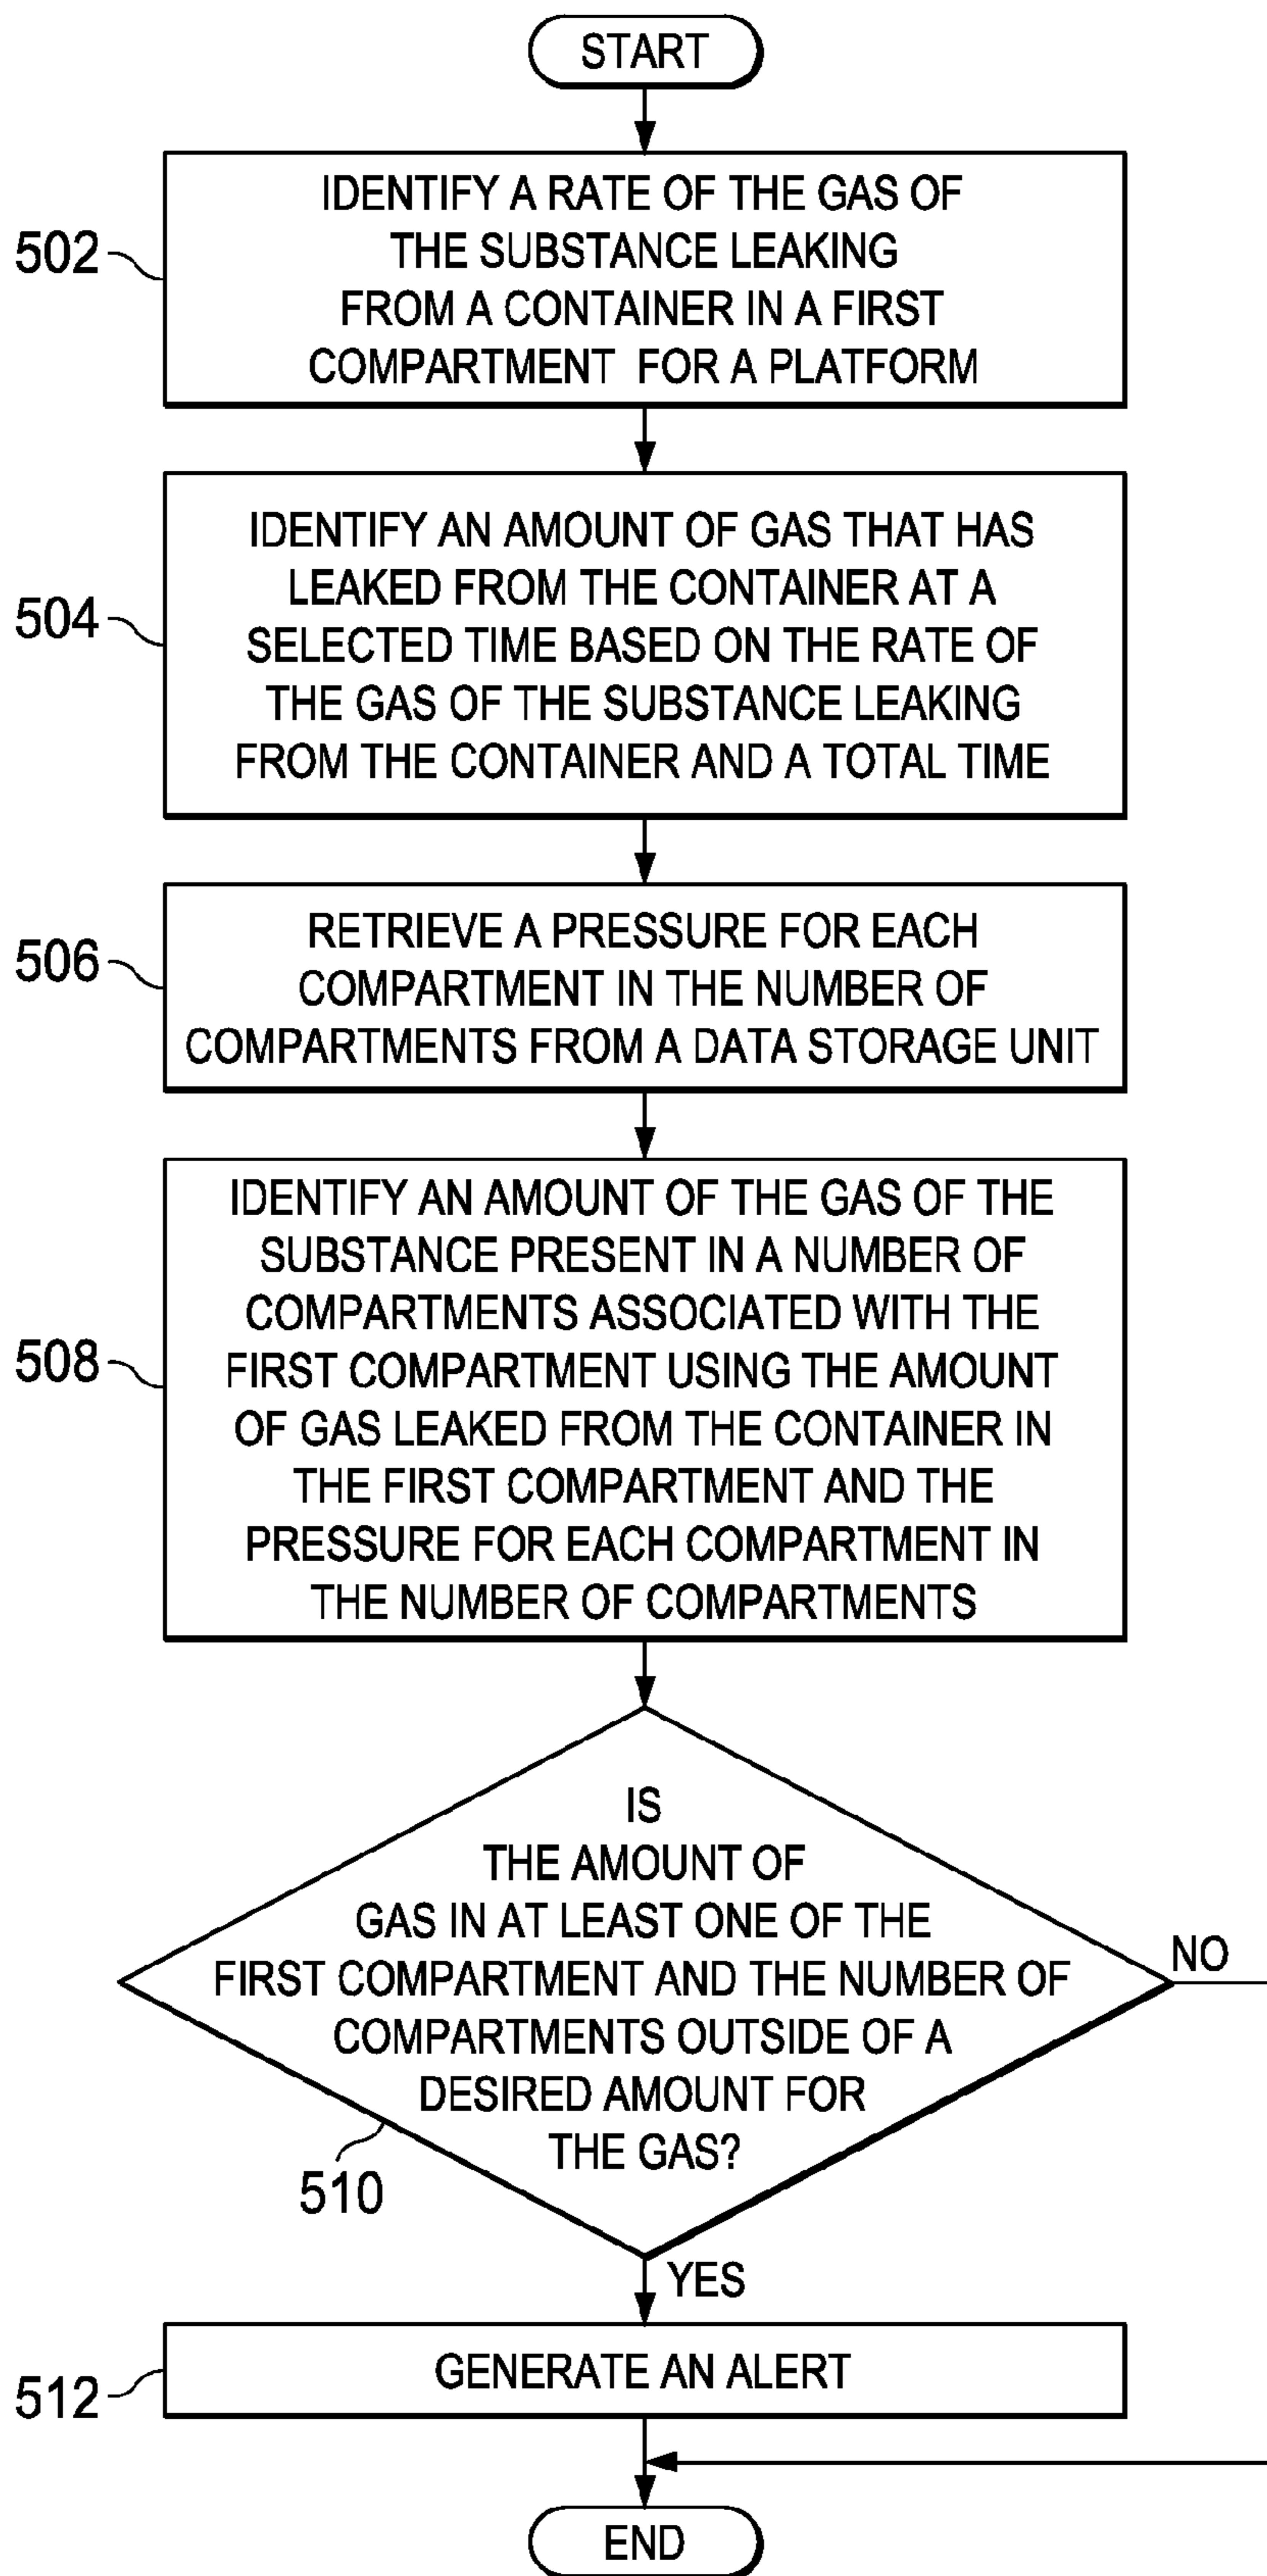 START
502
IDENTIFY A RATE OF THE GAS OF
THE SUBSTANCE LEAKING
FROM A CONTAINER IN A FIRST
COMPARTMENT FOR A PLATFORM
504
IDENTIFY AN AMOUNT OF GAS THAT HAS
LEAKED FROM THE CONTAINER AT A
SELECTED TIME BASED ON THE RATE OF
THE GAS OF THE SUBSTANCE LEAKING
FROM THE CONTAINER AND A TOTAL TIME
506
RETRIEVE A PRESSURE FOR EACH
COMPARTMENT IN THE NUMBER OF
COMPARTMENTS FROM A DATA STORAGE UNIT
508
IDENTIFY AN AMOUNT OF THE GAS OF THE
SUBSTANCE PRESENT IN A NUMBER OF
COMPARTMENTS ASSOCIATED WITH THE
FIRST COMPARTMENT USING THE AMOUNT
OF GAS LEAKED FROM THE CONTAINER IN
THE FIRST COMPARTMENT AND THE
PRESSURE FOR EACH COMPARTMENT IN
THE NUMBER OF COMPARTMENTS
IS
THE AMOUNT OF
GAS IN AT LEAST ONE OF THE
FIRST COMPARTMENT AND THE NUMBER OF
COMPARTMENTS OUTSIDE OF A
DESIRED AMOUNT FOR
THE GAS?
NO
510
YES
512
GENERATE AN ALERT
END